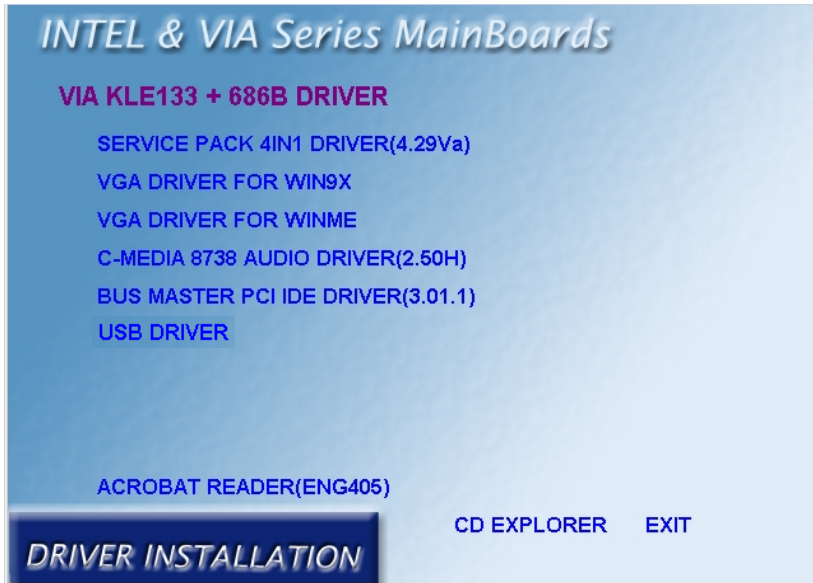 INTEL & VIA Series MainBoards
VIA KLE133 + 686B DRIVER
SERVICE PACK 4IN1 DRIVER(4.29Va)
VGA DRIVER FOR WIN9X
VGA DRIVER FOR WINME
C-MEDIA 8738 AUDIO DRIVER(2.50H)
BUS MASTER PCI IDE DRIVER(3.01.1)
USB DRIVER
ACROBAT READER(ENG405)
CD EXPLORER EXIT
DRIVER INSTALLATION